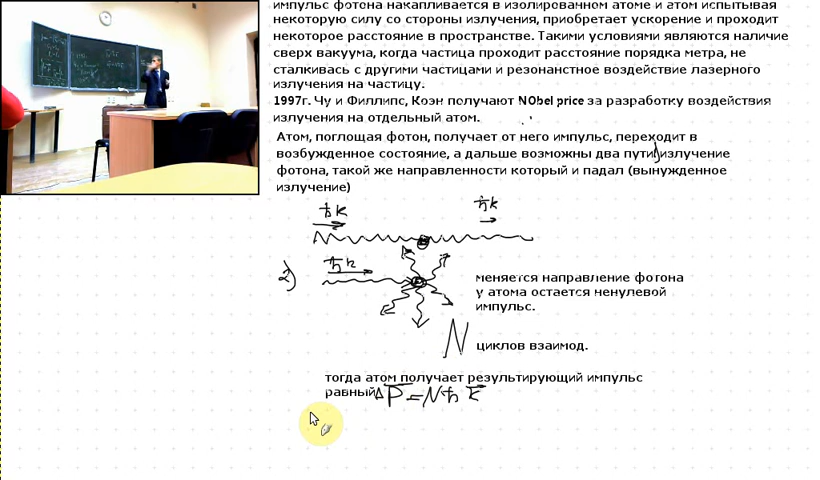 импульс фотона накапливается в изолированном атоме и атом испытывая
некоторую силу со стороны излучения, приобретает ускорение и проходит
некоторое расстояние в пространстве. Такими условиями являются наличие
сверх вакуума, когда частица проходит расстояние порядка метра, не
сталкивась с другими частицами и резонанстное воздействие лазерного
излучения на частицу.
1997г. Чу и Филлипс, Коэн получают NObel price за разработку воздействия
излучения на отдельный атом.
Атом, поглощая фотон, получает от него импульс, переходит в
возбужденное состояние, а дальше возможны два пути) излучение
фотона, такой же направленности который и падал (вынужденное
излучение)
ħk ħk
2) ħk
меняется направление фотона
у атома остается ненулевой
импульс.
N циклов взаимод.
тогда атом получает результирующий импульс
равный Δp̅ = Nħk̅